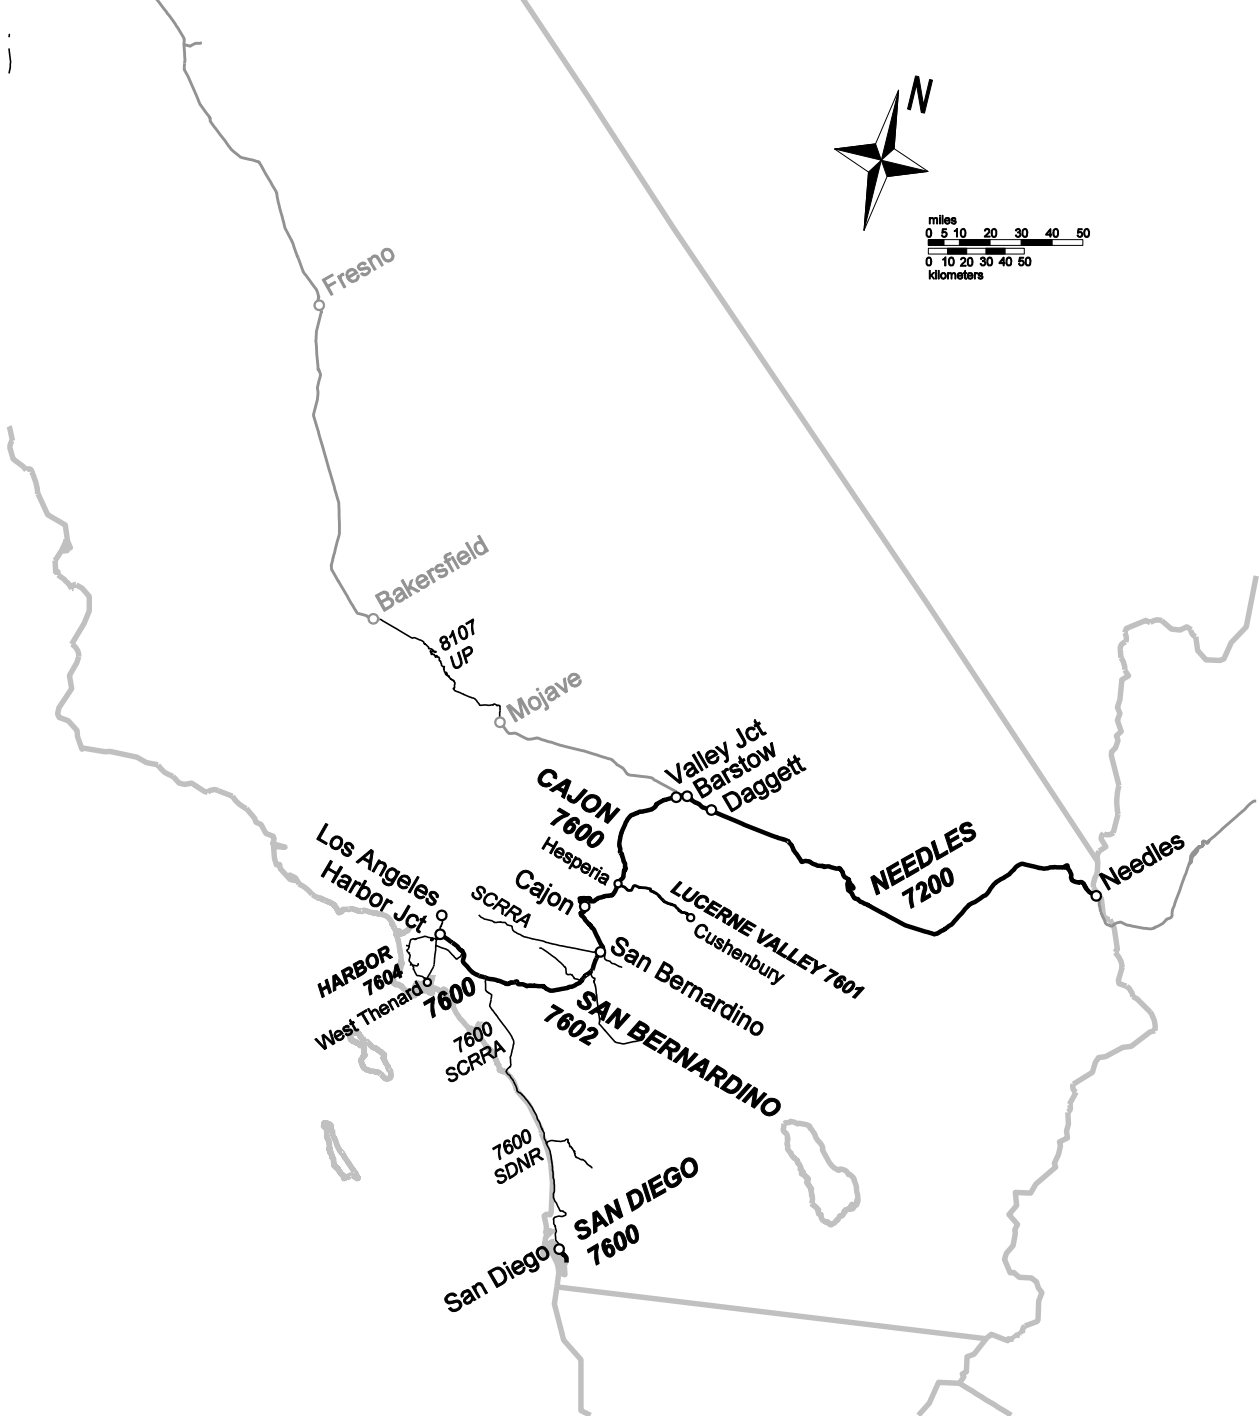 N
miles
0 5 10 20 30 40 50
0 10 20 30 40 50
kilometers
Fresno
Bakersfield
8107
UP
Mojave
Valley Jct
Barstow
Daggett
CAJON
7600
Hesperia
NEEDLES
7200
Needles
Los Angeles
Harbor Jct
Cajon
SCRRA
LUCERNE VALLEY 7601
Cushenbury
San Bernardino
HARBOR
7604
West Thenard
7600
SAN BERNARDINO
7602
7600
SCRRA
7600
SDNR
SAN DIEGO
7600
San Diego